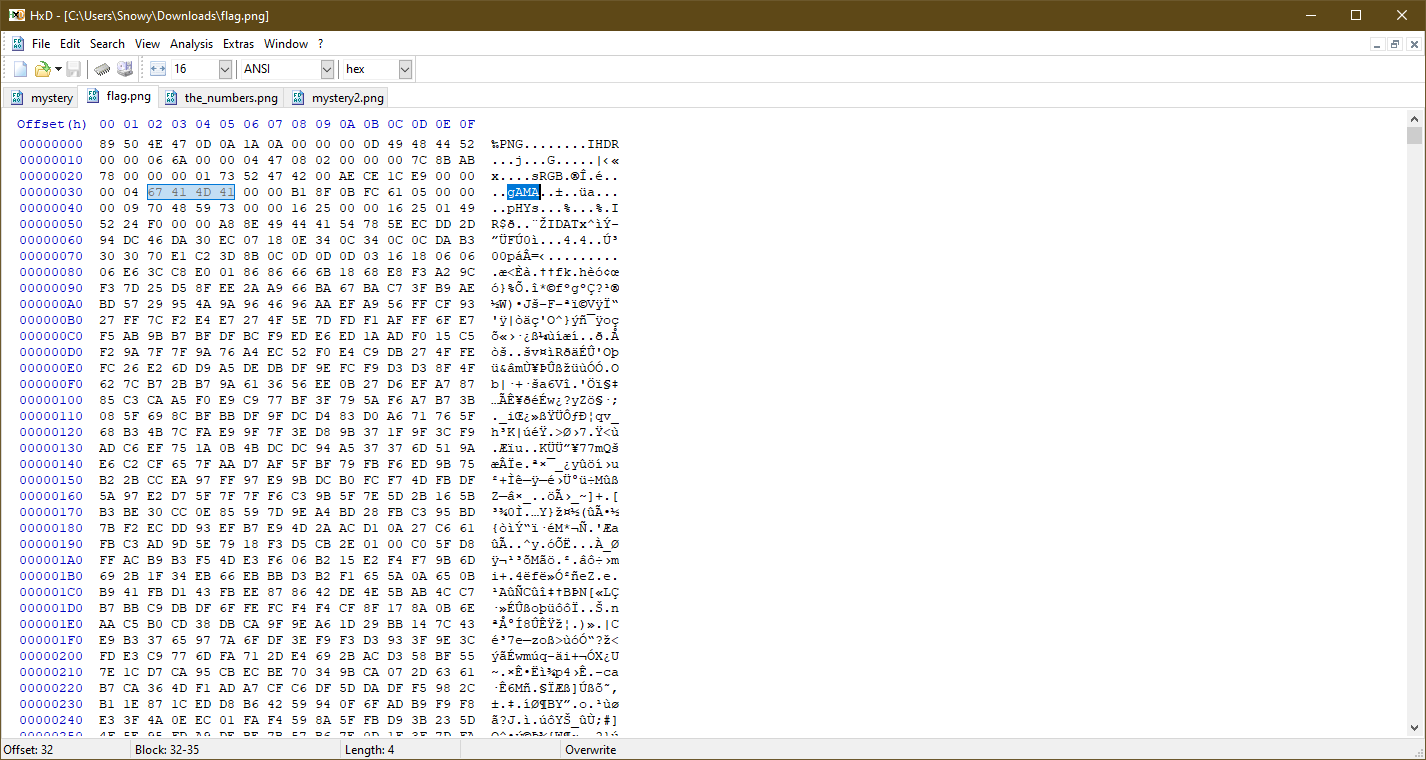 HxD - [C:\Users\Snowy\Downloads\flag.png]
File Edit Search View Analysis Extras Window ?
16 ANSI hex
mystery flag.png the_numbers.png mystery2.png
Offset(h) 00 01 02 03 04 05 06 07 08 09 0A 0B 0C 0D 0E 0F
00000000 89 50 4E 47 0D 0A 1A 0A 00 00 00 0D 49 48 44 52 ‰PNG........IHDR
00000010 00 00 06 6A 00 00 04 47 08 02 00 00 00 7C 8B AB ...j...G.....|‹«
00000020 78 00 00 00 01 73 52 47 42 00 AE CE 1C E9 00 00 x....sRGB.®Î.é..
00000030 00 04 67 41 4D 41 00 00 B1 8F 0B FC 61 05 00 00 ..gAMA..±..üa...
00000040 00 09 70 48 59 73 00 00 16 25 00 00 16 25 01 49 ..pHYs...%...%.I
00000050 52 24 F0 00 00 A8 8E 49 44 41 54 78 5E EC DD 2D R$ð..¨ŽIDATx^ìÝ-
00000060 94 DC 46 DA 30 EC 07 18 0E 34 0C 34 0C 0C DA B3 ”ÜFÚ0ì...4.4..Ú³
00000070 30 30 70 E1 C2 3D 8B 0C 0D 0D 0D 03 16 18 06 06 00páÂ=‹.........
00000080 06 E6 3C C8 E0 01 86 86 66 6B 18 68 E8 F3 A2 9C .æ<Èà.††fk.hèó¢œ
00000090 F3 7D 25 D5 8F EE 2A A9 66 BA 67 BA C7 3F B9 AE ó}%Õ.î*©fºgºÇ?¹®
000000A0 BD 57 29 95 4A 9A 96 46 96 AA EF A9 56 FF CF 93 ½W)•Jš–F–ªï©VÿÏ“
000000B0 27 FF 7C F2 E4 E7 27 4F 5E 7D FD F1 AF FF 6F E7 'ÿ|òäç'O^}ýñ¯ÿoç
000000C0 F5 AB 9B B7 BF DF BC F9 ED E6 ED 1A AD F0 15 C5 õ«›·¿ß¼ùíæí..ð.Å
000000D0 F2 9A 7F 7F 9A 76 A4 EC 52 F0 E4 C9 DB 27 4F FE òš..šv¤ìRðäÉÛ'Oþ
000000E0 FC 26 E2 6D D9 A5 DE DB DF 9E FC F9 D3 D3 8F 4F ü&âmÙ¥ÞÛßžüùÓÓ.O
000000F0 62 7C B7 2B B7 9A 61 36 56 EE 0B 27 D6 EF A7 87 b|·+·ša6Vî.'Öï§‡
00000100 85 C3 CA A5 F0 E9 C9 77 BF 3F 79 5A F6 A7 B7 3B …ÃÊ¥ðéÉw¿?yZö§·;
00000110 08 5F 69 8C BF BB DF 9F DC D4 83 D0 A6 71 76 5F ._iŒ¿»ßŸÜÔƒÐ¦qv_
00000120 68 B3 4B 7C FA E9 9F 7F 3E D8 9B 37 1F 9F 3C F9 h³K|úéŸ.>Ø›7.Ÿ<ù
00000130 AD C6 EF 75 1A 0B 4B DC DC 94 A5 37 37 6D 51 9A .Æïu..KÜÜ”¥77mQš
00000140 E6 C2 CF 65 7F AA D7 AF 5F BF 79 FB F6 ED 9B 75 æÂÏe.ª×¯_¿yûöí›u
00000150 B2 2B CC EA 97 FF 97 E9 9B DC B0 FC F7 4D FB DF ²+Ìê—ÿ—é›Ü°ü÷Mûß
00000160 5A 97 E2 D7 5F 7F 7F F6 C3 9B 5F 7E 5D 2B 16 5B Z—â×_..öÃ›_~]+.[
00000170 B3 BE 30 CC 0E 85 59 7D 9E A4 BD 28 FB C3 95 BD ³¾0Ì.…Y}ž¤½(ûÃ•½
00000180 7B F2 EC DD 93 EF B7 E9 4D 2A AC D1 0A 27 C6 61 {òìÝ“ï·éM*¬Ñ.'Æa
00000190 FB C3 AD 9D 5E 79 18 F3 D5 CB 2E 01 00 C0 5F D8 ûÃ..^y.óÕË...À_Ø
000001A0 FF AC B9 B3 F5 4D E3 F6 06 B2 15 E2 F4 F7 9B 6D ÿ¬¹³õMãö.².âô÷›m
000001B0 69 2B 1F 34 EB 66 EB BB D3 B2 F1 65 5A 0A 65 0B i+.4ëfë»Ó²ñeZ.e.
000001C0 B9 41 FB D1 43 FB EE 87 86 42 DE 4E 5B AB 4C C7 ¹AûÑCûî‡†BÞN[«LÇ
000001D0 B7 BB C9 DB DF 6F FE FC F4 F4 CF 8F 17 8A 0B 6E ·»ÉÛßoþüôôÏ..Š.n
000001E0 AA C5 B0 CD 38 DB CA 9F 9E A6 1D 29 BB 14 7C 43 ªÅ°Í8ÛÊŸž¦.)».|C
000001F0 E9 B3 37 65 97 7A 6F DF 3E F9 F3 D3 93 3F 9E 3C é³7e—zoß>ùóÓ“?ž<
00000200 FD E3 C9 77 6D FA 71 2D E4 69 2B AC D3 58 BF 55 ýãÉwmúq-äi+¬ÓX¿U
00000210 7E 1C D7 CA 95 CB EC BE 70 34 9B CA 07 2D 63 61 ~.×Ê•Ëì¾p4›Ê.-ca
00000220 B7 CA 36 4D F1 AD A7 CF C6 DF 5D DA DF F5 98 2C ·Ê6Mñ.§ÏÆß]Úßõ˜,
00000230 B1 1E 87 1C ED D8 B6 42 59 94 0F 6F AD B9 F9 F8 ±.‡.íØ¶BY”.o.¹ùø
00000240 E3 3F 4A 0E EC 01 FA F4 59 8A 5F FB D9 3B 23 5D ã?J.ì.úôYŠ_ûÙ;#]
Offset: 32 Block: 32-35 Length: 4 Overwrite